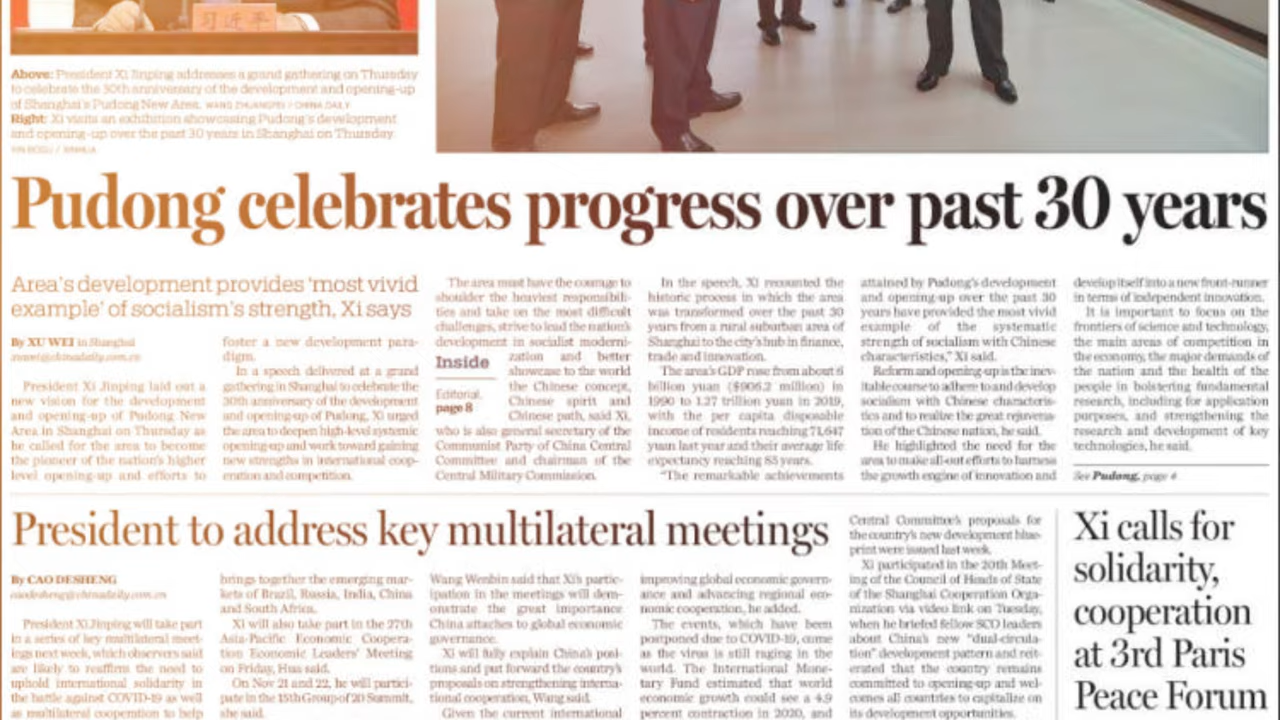 习近平
Above: President Xi Jinping addresses a grand gathering on Thursday
to celebrate the 30th anniversary of the development and opening-up
of Shanghai's Pudong New Area. WANG ZHUANGFEI / CHINA DAILY
Right: Xi visits an exhibition showcasing Pudong's development
and opening-up over the past 30 years in Shanghai on Thursday.
/ XINHUA
Pudong celebrates progress over past 30 years
Area's development provides 'most vivid
example' of socialism's strength, Xi says
By XU WEI in Shanghai
xuwei@chinadaily.com.cn
President Xi Jinping laid out a
new vision for the development
and opening-up of Pudong New
Area in Shanghai on Thursday as
he called for the area to become
the pioneer of the nation's higher
level opening-up and efforts to
foster a new development para-
digm.
In a speech delivered at a grand
gathering in Shanghai to celebrate the
30th anniversary of the development
and opening-up of Pudong, Xi urged
the area to deepen high-level systemic
opening-up and work toward gaining
new strengths in international coop-
eration and competition.
The area must have the courage to
shoulder the heaviest responsibili-
ties and take on the most difficult
challenges, strive to lead the nation's
development in socialist moderni-
zation and better
showcase to the world
the Chinese concept,
Chinese spirit and
Chinese path, said Xi,
who is also general secretary of the
Communist Party of China Central
Committee and chairman of the
Central Military Commission.
Inside
Editorial,
page 8
In the speech, Xi recounted the
historic process in which the area
was transformed over the past 30
years from a rural suburban area of
Shanghai to the city's hub in finance,
trade and innovation.
The area's GDP rose from about 6
billion yuan ($906.2 million) in
1990 to 1.27 trillion yuan in 2019,
with the per capita disposable
income of residents reaching 71,647
yuan last year and their average life
expectancy reaching 85 years.
"The remarkable achievements
attained by Pudong's development
and opening-up over the past 30
years have provided the most vivid
example of the systematic
strength of socialism with Chinese
characteristics," Xi said.
Reform and opening-up is the inev-
itable course to adhere to and develop
socialism with Chinese characteris-
tics and to realize the great rejuvena-
tion of the Chinese nation, he said.
He highlighted the need for the
area to make all-out efforts to harness
the growth engine of innovation and
develop itself into a new front-runner
in terms of independent innovation.
It is important to focus on the
frontiers of science and technology,
the main areas of competition in
the economy, the major demands of
the nation and the health of the
people in bolstering fundamental
research, including for application
purposes, and strengthening the
research and development of key
technologies, he said.
See Pudong, page 4
President to address key multilateral meetings
By CAO DESHENG
caodesheng@chinadaily.com.cn
President Xi Jinping will take part
in a series of key multilateral meet-
ings next week, which observers said
are likely to reaffirm the need to
uphold international solidarity in
the battle against COVID-19 as well
as multilateral cooperation to help
brings together the emerging mar-
kets of Brazil, Russia, India, China
and South Africa.
Xi will also take part in the 27th
Asia-Pacific Economic Coopera-
tion Economic Leaders' Meeting
on Friday, Hua said.
On Nov 21 and 22, he will partici-
pate in the 15th Group of 20 Summit,
she said.
Wang Wenbin said that Xi's partic-
ipation in the meetings will dem-
onstrate the great importance
China attaches to global economic
governance.
Xi will fully explain China's posi-
tions and put forward the country's
proposals on strengthening interna-
tional cooperation, Wang said.
Given the current international
improving global economic govern-
ance and advancing regional eco-
nomic cooperation, he added.
The events, which have been
postponed due to COVID-19, come
as the virus is still raging in the
world. The International Mone-
tary Fund estimated that world
economic growth could see a 4.9
percent contraction in 2020, and
Central Committee's proposals for
the country's new development blue-
print were issued last week.
Xi participated in the 20th Meet-
ing of the Council of Heads of State
of the Shanghai Cooperation Orga-
nization via video link on Tuesday,
when he briefed fellow SCO leaders
about China's new "dual-circula-
tion" development pattern and reit-
erated that the country remains
committed to opening-up and wel-
comes all countries to capitalize on
its development opportunities.
Xi calls for
solidarity,
cooperation
at 3rd Paris
Peace Forum